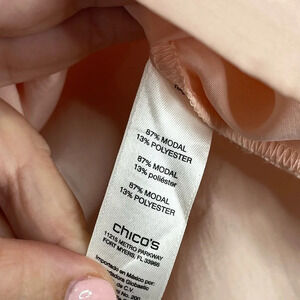 87% MODAL
13% POLYESTER
87% MODAL
13% poliéster
87% MODAL
13% POLYESTER
chico's
11215 METRO PARKWAY
FORT MYERS, FL 33966
Importado en México por:
de C.V.